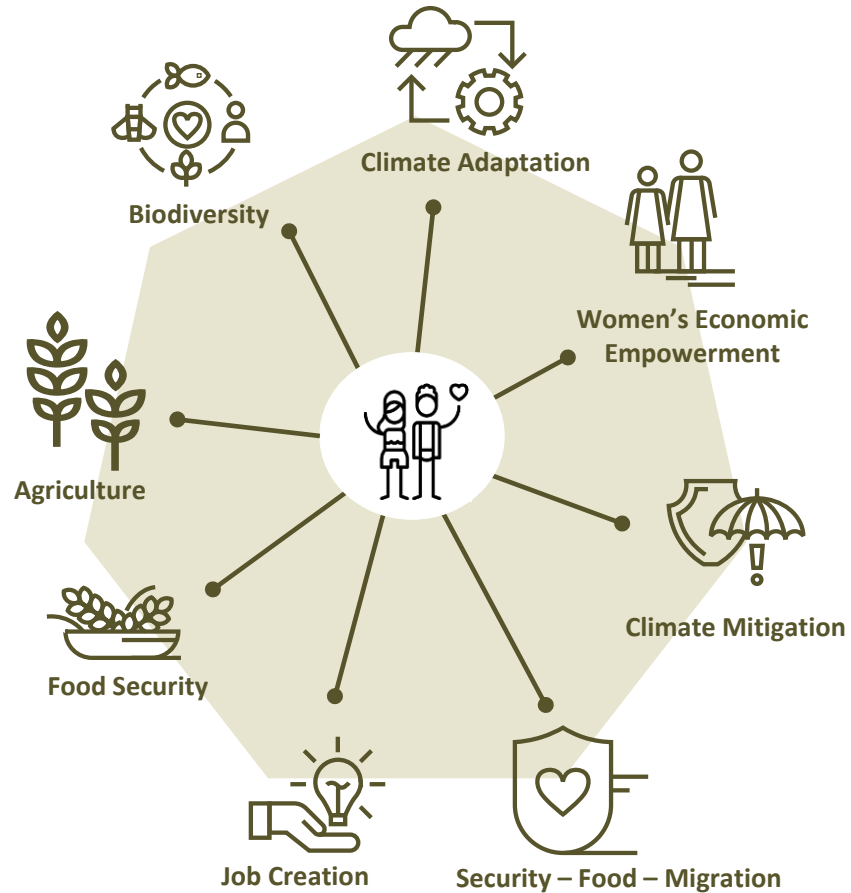 Climate Adaptation
Biodiversity
Women’s Economic
Empowerment
Agriculture
Climate Mitigation
Food Security
Job Creation
Security – Food – Migration